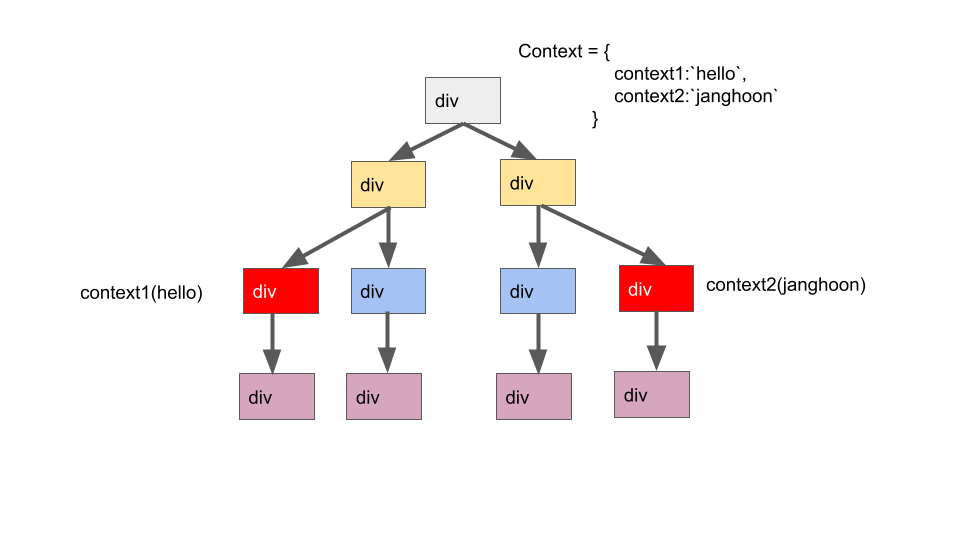 Context = {
context1:`hello`,
context2:`janghoon`
}
div
div
div
context1(hello)
div
div
div
div
context2(janghoon)
div
div
div
div